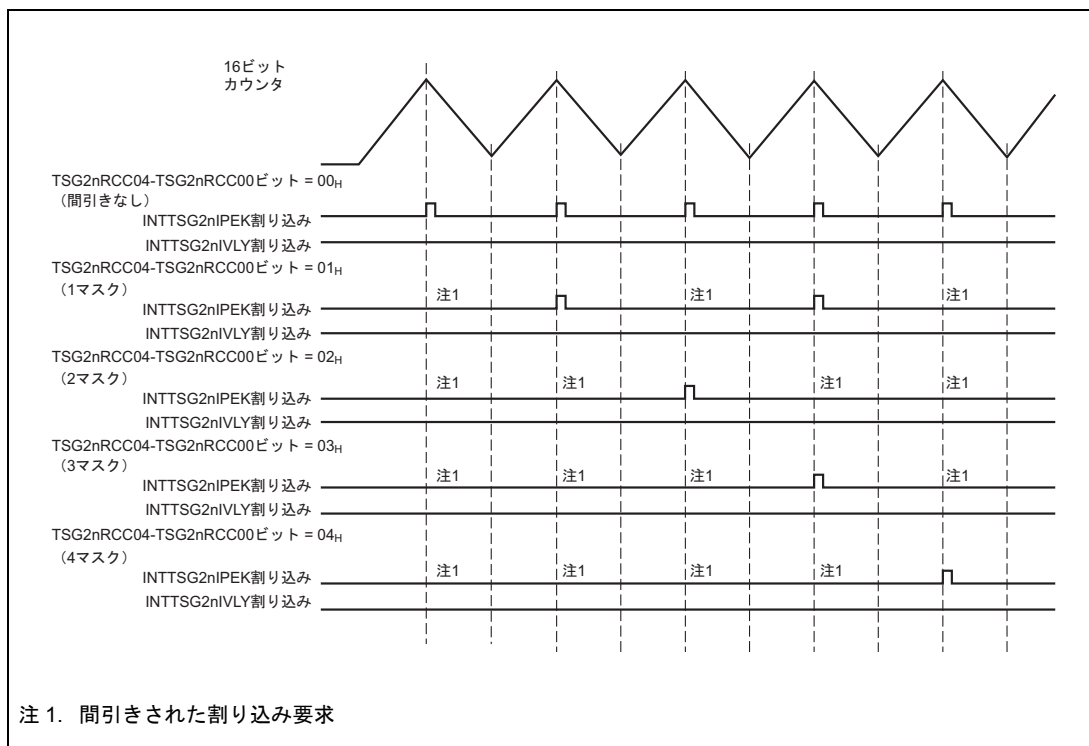 16ビット
カウンタ
TSG2nRCC04-TSG2nRCC00ビット = 00H
（間引きなし）
INTTSG2nIPEK割り込み
INTTSG2nIVLY割り込み
TSG2nRCC04-TSG2nRCC00ビット = 01H
（1マスク）
注1 注1 注1
INTTSG2nIPEK割り込み
INTTSG2nIVLY割り込み
TSG2nRCC04-TSG2nRCC00ビット = 02H
（2マスク）
注1 注1 注1 注1
INTTSG2nIPEK割り込み
INTTSG2nIVLY割り込み
TSG2nRCC04-TSG2nRCC00ビット = 03H
（3マスク）
注1 注1 注1 注1
INTTSG2nIPEK割り込み
INTTSG2nIVLY割り込み
TSG2nRCC04-TSG2nRCC00ビット = 04H
（4マスク）
注1 注1 注1 注1
INTTSG2nIPEK割り込み
INTTSG2nIVLY割り込み
注 1. 間引きされた割り込み要求